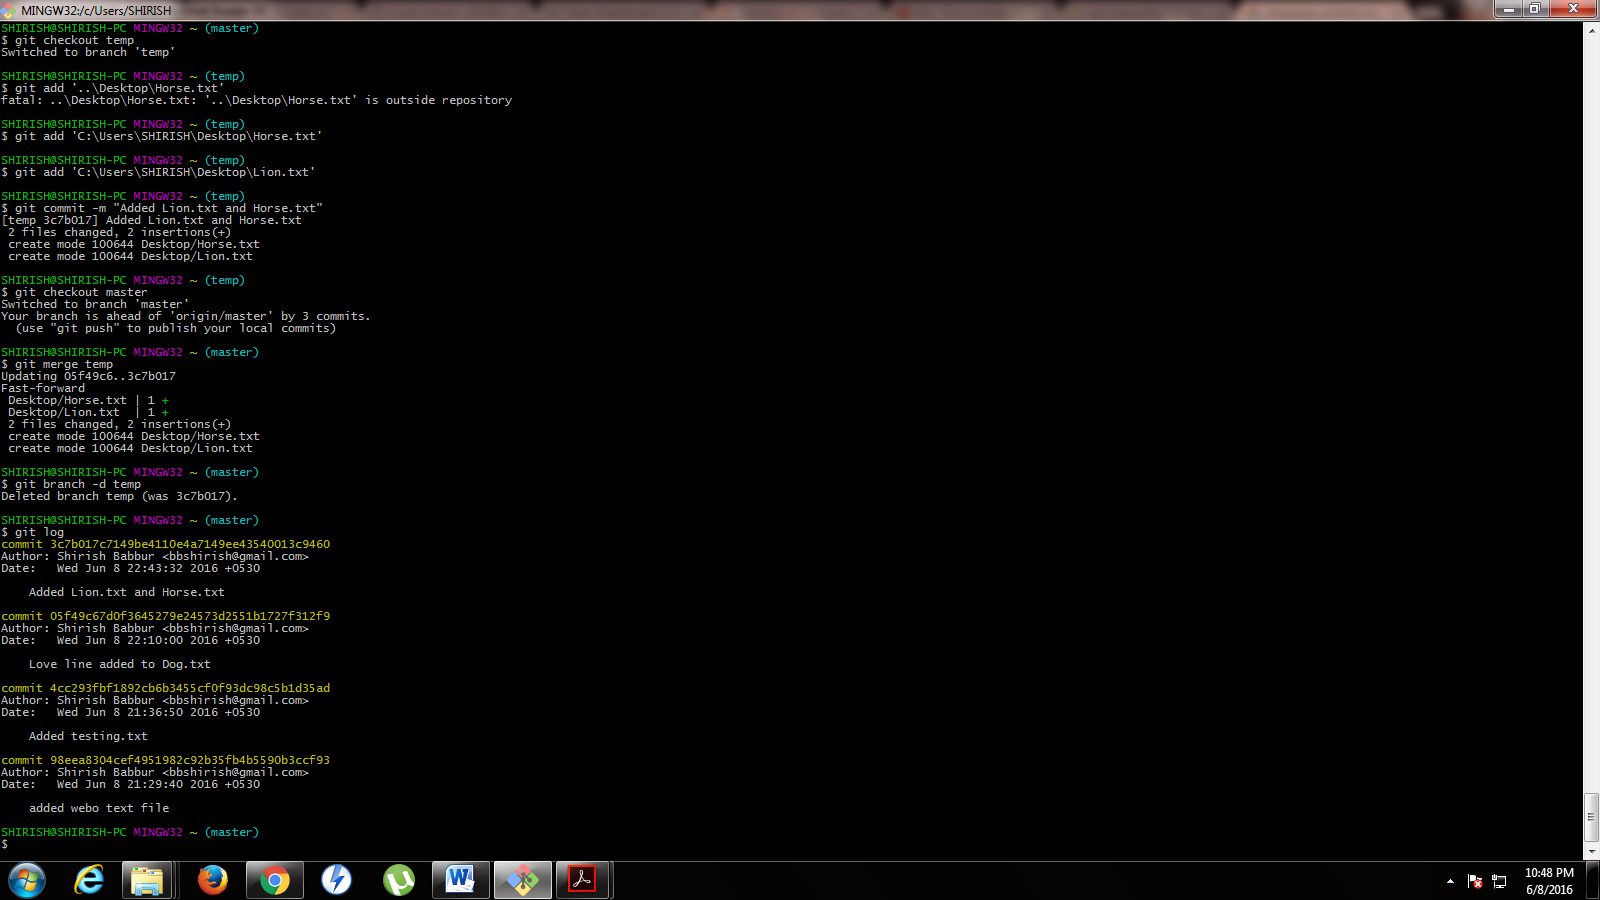 MINGW32:/c/Users/SHIRISH
SHIRISH@SHIRISH-PC MINGW32 ~ (master)
$ git checkout temp
Switched to branch 'temp'
SHIRISH@SHIRISH-PC MINGW32 ~ (temp)
$ git add '..\Desktop\Horse.txt'
fatal: ..\Desktop\Horse.txt: '..\Desktop\Horse.txt' is outside repository
SHIRISH@SHIRISH-PC MINGW32 ~ (temp)
$ git add 'C:\Users\SHIRISH\Desktop\Horse.txt'
SHIRISH@SHIRISH-PC MINGW32 ~ (temp)
$ git add 'C:\Users\SHIRISH\Desktop\Lion.txt'
SHIRISH@SHIRISH-PC MINGW32 ~ (temp)
$ git commit -m "Added Lion.txt and Horse.txt"
[temp 3c7b017] Added Lion.txt and Horse.txt
2 files changed, 2 insertions(+)
create mode 100644 Desktop/Horse.txt
create mode 100644 Desktop/Lion.txt
SHIRISH@SHIRISH-PC MINGW32 ~ (temp)
$ git checkout master
Switched to branch 'master'
Your branch is ahead of 'origin/master' by 3 commits.
(use "git push" to publish your local commits)
SHIRISH@SHIRISH-PC MINGW32 ~ (master)
$ git merge temp
Updating 05f49c6..3c7b017
Fast-forward
Desktop/Horse.txt | 1 +
Desktop/Lion.txt | 1 +
2 files changed, 2 insertions(+)
create mode 100644 Desktop/Horse.txt
create mode 100644 Desktop/Lion.txt
SHIRISH@SHIRISH-PC MINGW32 ~ (master)
$ git branch -d temp
Deleted branch temp (was 3c7b017).
SHIRISH@SHIRISH-PC MINGW32 ~ (master)
$ git log
commit 3c7b017c7149be4110e4a7149ee43540013c9460
Author: Shirish Babbur <bbshirish@gmail.com>
Date: Wed Jun 8 22:43:32 2016 +0530
Added Lion.txt and Horse.txt
commit 05f49c67d0f3645279e24573d2551b1727f312f9
Author: Shirish Babbur <bbshirish@gmail.com>
Date: Wed Jun 8 22:10:00 2016 +0530
Love line added to Dog.txt
commit 4cc293fbf1892cb6b3455cf0f93dc98c5b1d35ad
Author: Shirish Babbur <bbshirish@gmail.com>
Date: Wed Jun 8 21:36:50 2016 +0530
Added testing.txt
commit 98eea8304cef4951982c92b35fb4b5590b3ccf93
Author: Shirish Babbur <bbshirish@gmail.com>
Date: Wed Jun 8 21:29:40 2016 +0530
added webo text file
SHIRISH@SHIRISH-PC MINGW32 ~ (master)
$
10:48 PM
6/8/2016